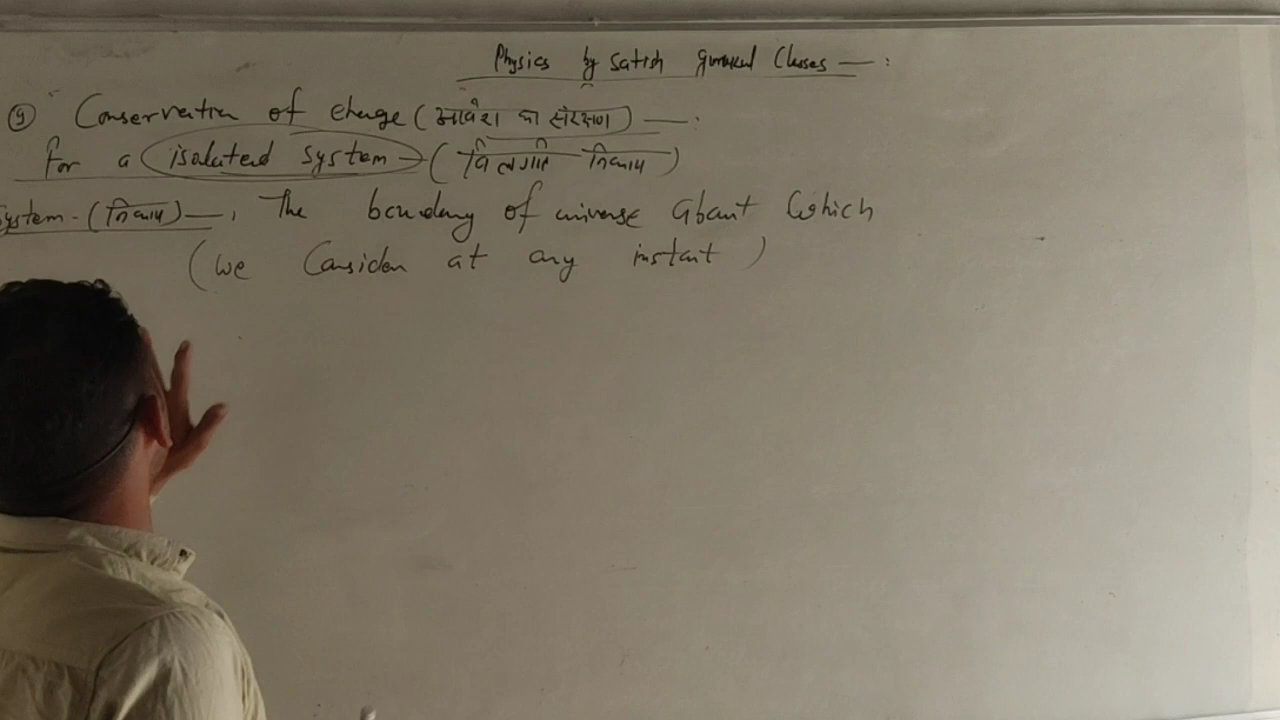 Physics by Satish Gurukul Classes —:
(9) Conservation of charge (आवेश का संरक्षण) —:
For a isolated system - (विलगित निकाय)
System - (निकाय) —, The boundary of universe about which
(we Consider at any instant)